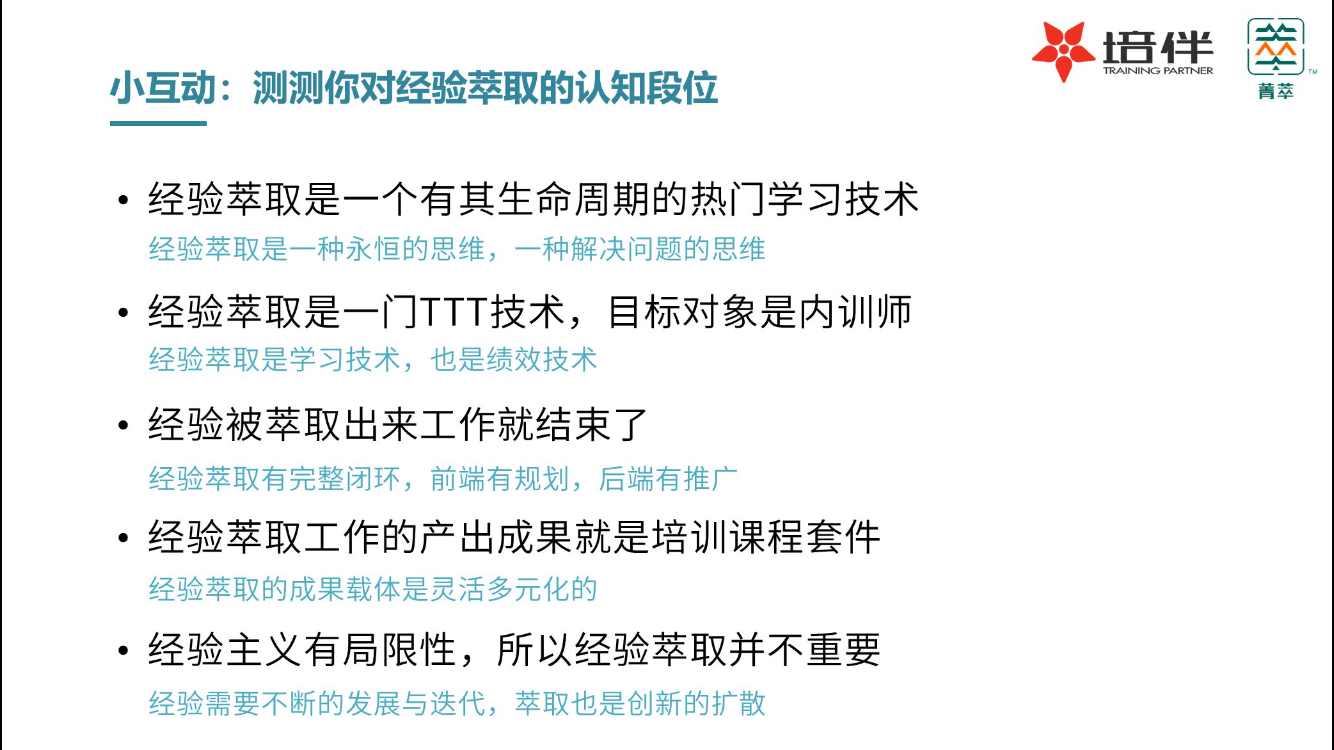 培伴
TRAINING PARTNER
萃
TM
菁萃
小互动：测测你对经验萃取的认知段位
• 经验萃取是一个有其生命周期的热门学习技术
经验萃取是一种永恒的思维，一种解决问题的思维
• 经验萃取是一门TTT技术，目标对象是内训师
经验萃取是学习技术，也是绩效技术
• 经验被萃取出来工作就结束了
经验萃取有完整闭环，前端有规划，后端有推广
• 经验萃取工作的产出成果就是培训课程套件
经验萃取的成果载体是灵活多元化的
• 经验主义有局限性，所以经验萃取并不重要
经验需要不断的发展与迭代，萃取也是创新的扩散